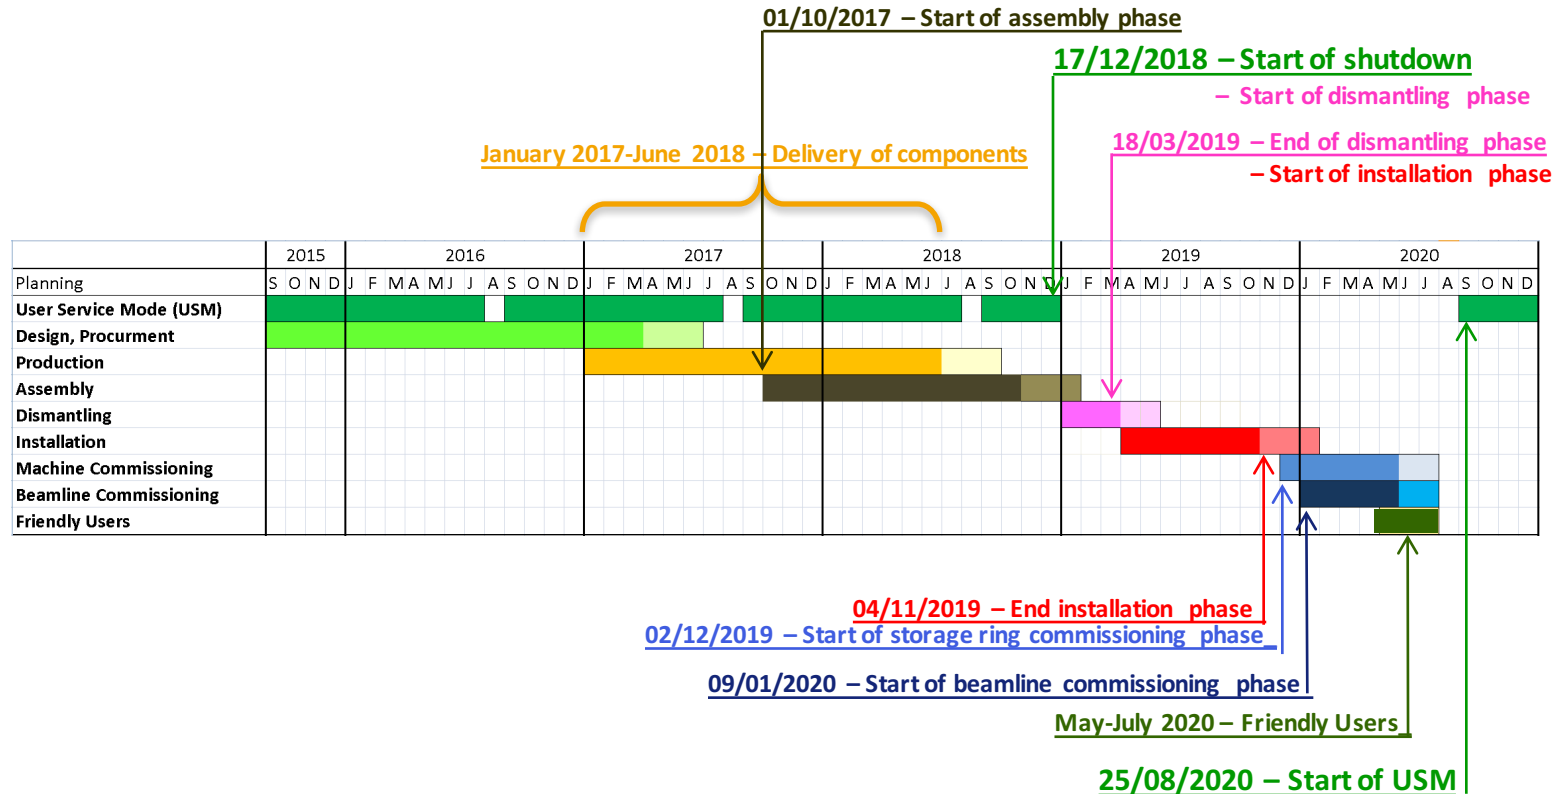 01/10/2017 – Start of assembly phase
17/12/2018 – Start of shutdown
– Start of dismantling phase
January 2017-June 2018 – Delivery of components
18/03/2019 – End of dismantling phase
– Start of installation phase
2015 2016 2017 2018 2019 2020
Planning S O N D J F M A M J J A S O N D J F M A M J J A S O N D J F M A M J J A S O N D J F M A M J J A S O N D J F M A M J J A S O N D
User Service Mode (USM)
Design, Procurment
Production
Assembly
Dismantling
Installation
Machine Commissioning
Beamline Commissioning
Friendly Users
04/11/2019 – End installation phase
02/12/2019 – Start of storage ring commissioning phase_
09/01/2020 – Start of beamline commissioning phase
May-July 2020 – Friendly Users
25/08/2020 – Start of USM